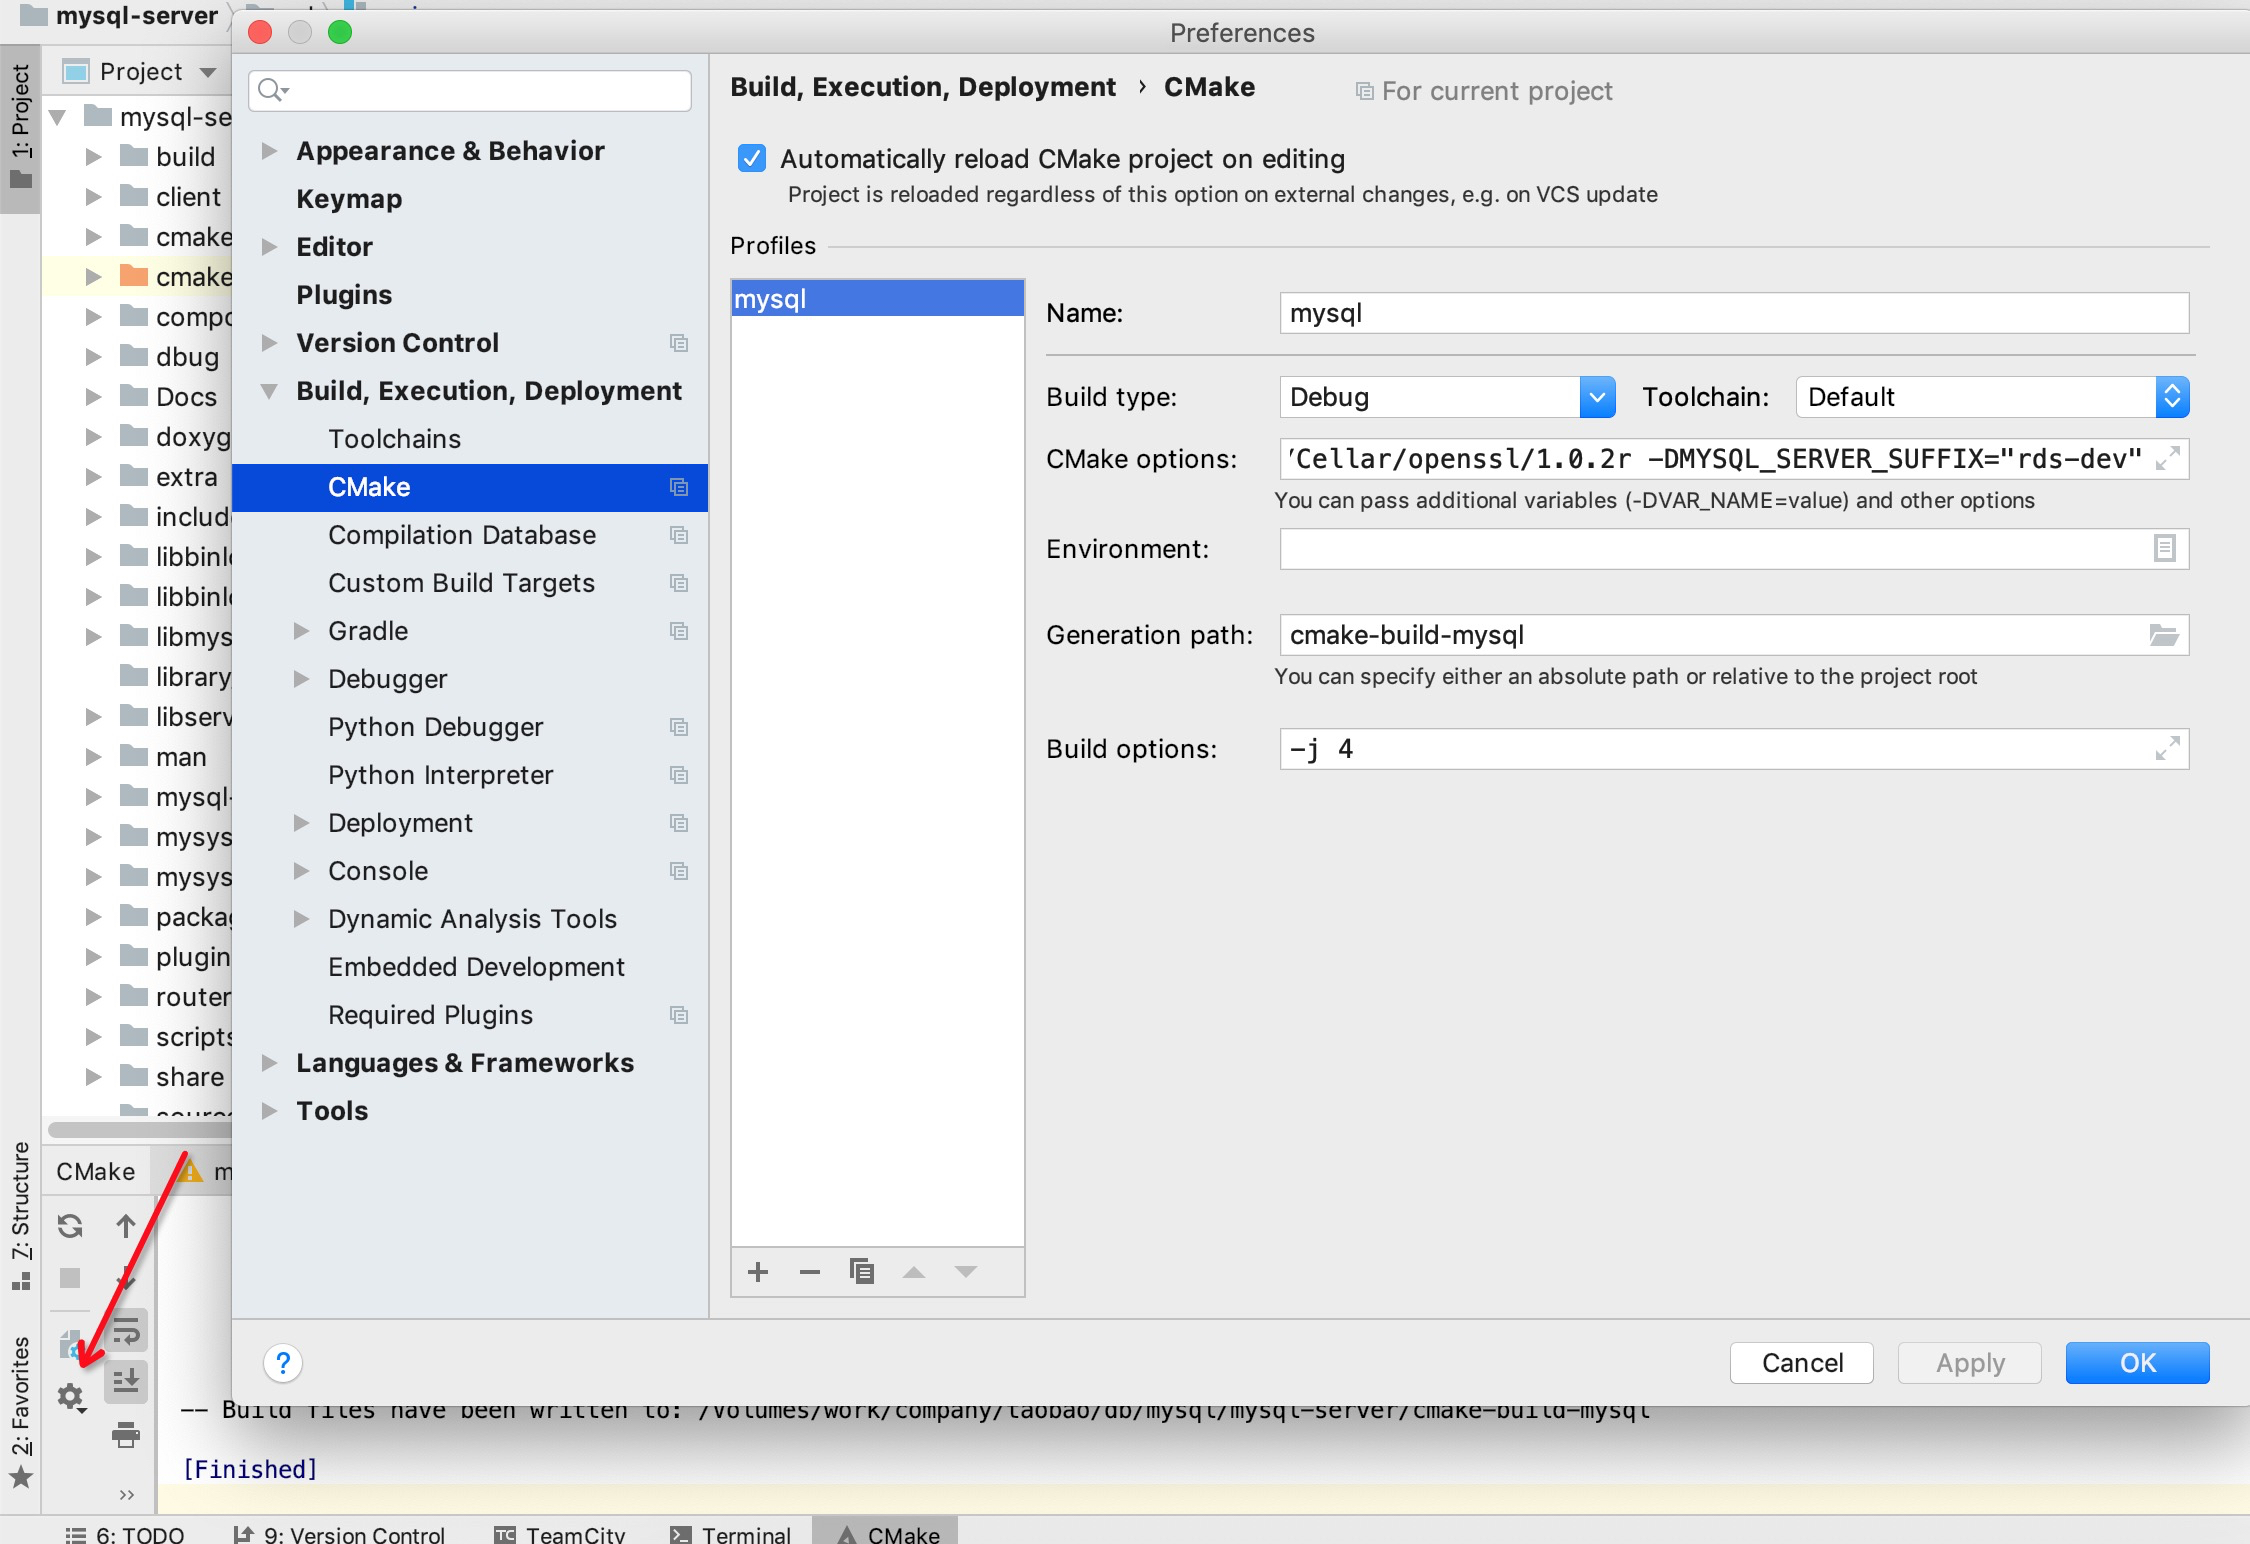 mysql-server
Preferences
1: Project
Project
mysql-se
build
client
cmake
cmake
compo
dbug
Docs
doxyg
extra
includ
libbinl
libbinl
libmys
library
libserv
man
mysql-
mysys
mysys
packag
plugin
router
scripts
share
7: Structure
2: Favorites
Appearance & Behavior
Keymap
Editor
Plugins
Version Control
Build, Execution, Deployment
Toolchains
CMake
Compilation Database
Custom Build Targets
Gradle
Debugger
Python Debugger
Python Interpreter
Deployment
Console
Dynamic Analysis Tools
Embedded Development
Required Plugins
Languages & Frameworks
Tools
Build, Execution, Deployment › CMake For current project
Automatically reload CMake project on editing
Project is reloaded regardless of this option on external changes, e.g. on VCS update
Profiles
mysql
Name: mysql
Build type: Debug Toolchain: Default
CMake options: /Cellar/openssl/1.0.2r -DMYSQL_SERVER_SUFFIX="rds-dev"
You can pass additional variables (-DVAR_NAME=value) and other options
Environment:
Generation path: cmake-build-mysql
You can specify either an absolute path or relative to the project root
Build options: -j 4
? Cancel Apply OK
CMake m
-- Build files have been written to: /Volumes/work/company/taobao/db/mysql/mysql-server/cmake-build-mysql
[Finished]
6: TODO 9: Version Control TC TeamCity Terminal CMake